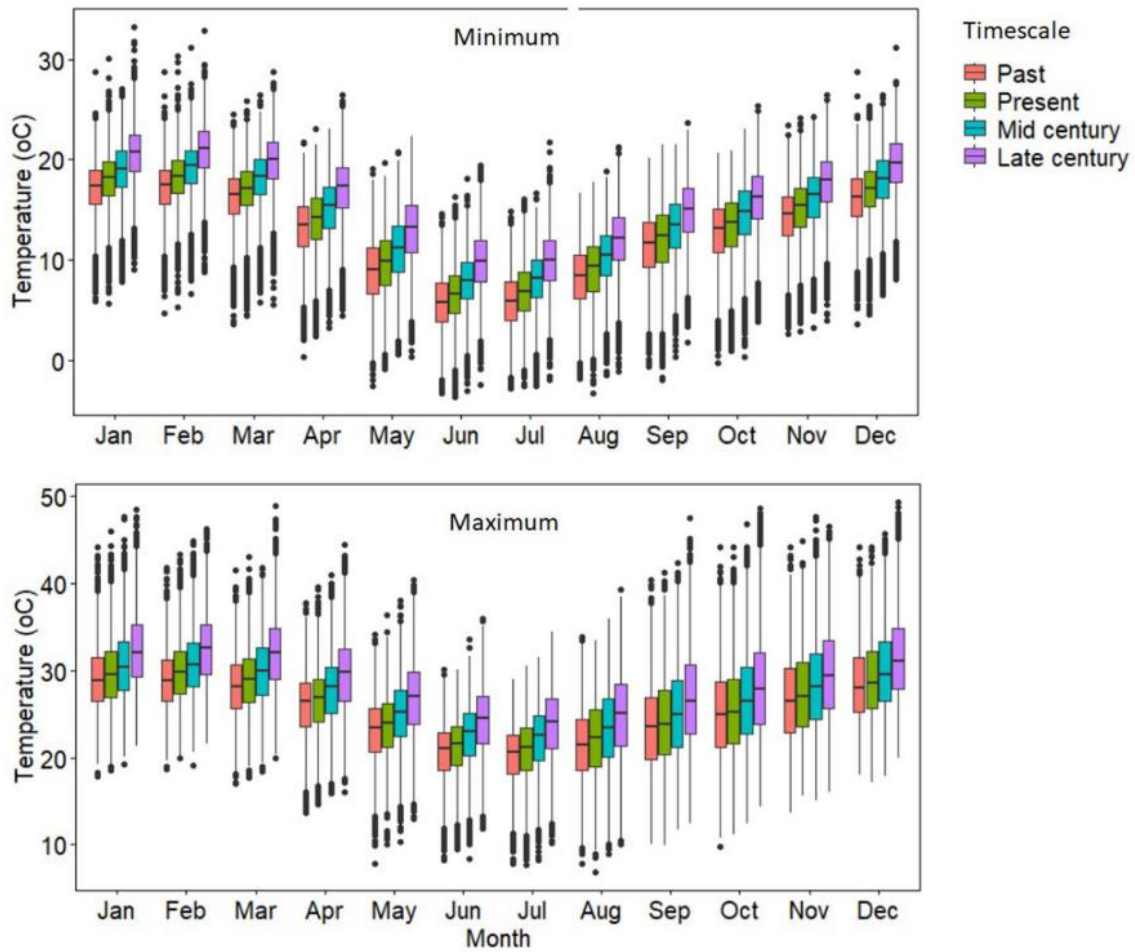 Minimum
Temperature (oC)
30
20
10
0
Jan Feb Mar Apr May Jun Jul Aug Sep Oct Nov Dec
Timescale
Past
Present
Mid century
Late century
Maximum
Temperature (oC)
50
40
30
20
10
Jan Feb Mar Apr May Jun Jul Aug Sep Oct Nov Dec
Month